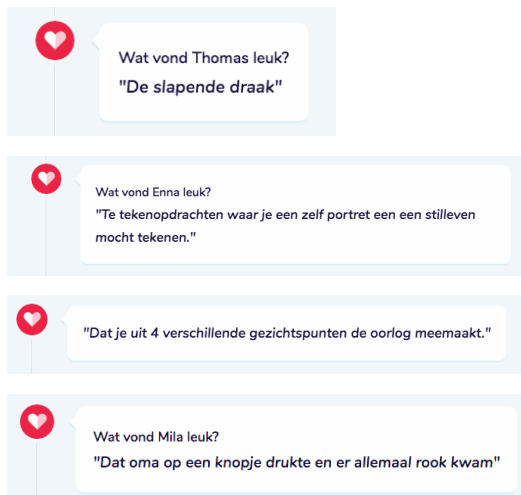 Wat vond Thomas leuk?
"De slapende draak"
Wat vond Enna leuk?
"Te tekenopdrachten waar je een zelf portret een een stilleven
mocht tekenen."
"Dat je uit 4 verschillende gezichtspunten de oorlog meemaakt."
Wat vond Mila leuk?
"Dat oma op een knopje drukte en er allemaal rook kwam"